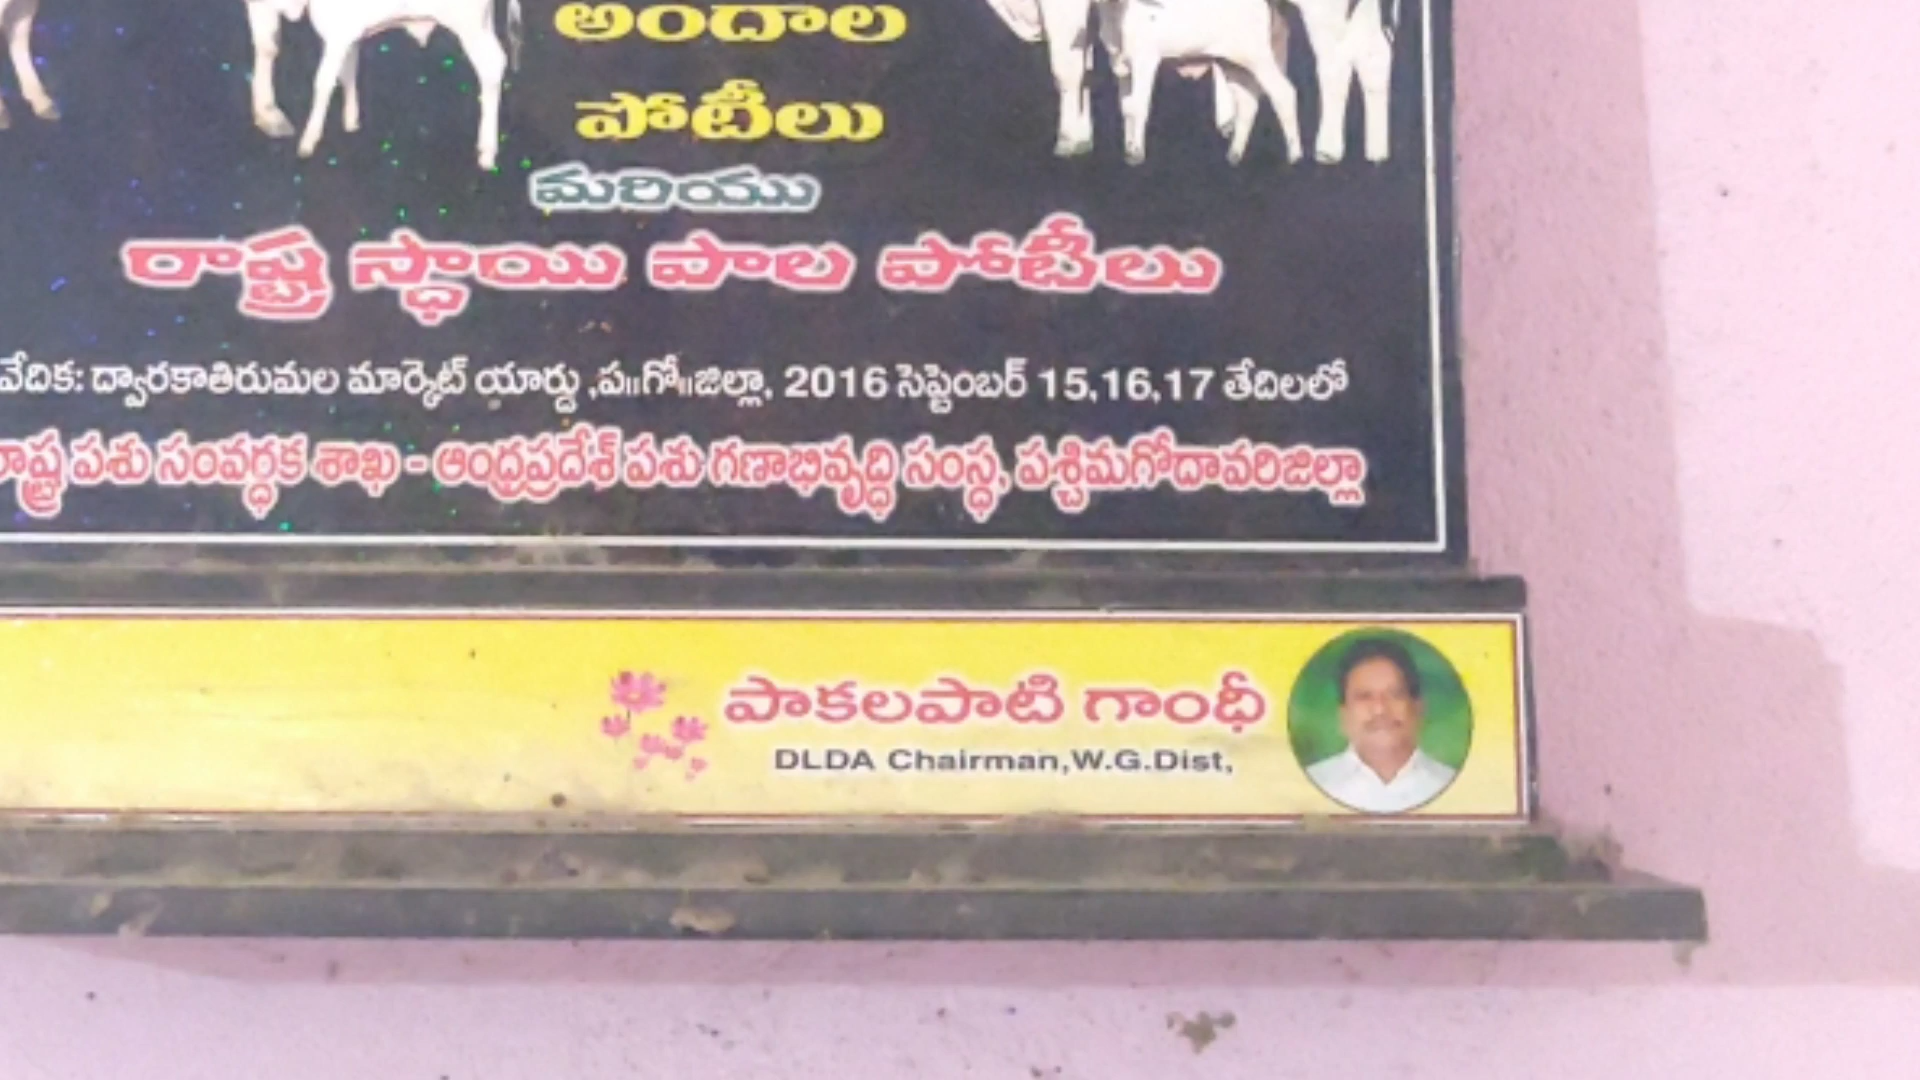 అందాల
పోటీలు
మరియు
రాష్ట్ర స్ధాయి పాల పోటీలు
వేదిక: ద్వారకాతిరుమల మార్కెట్ యార్డు ,ప॥గో॥జిల్లా, 2016 సెప్టెంబర్ 15,16,17 తేదిలలో
రాష్ట్ర పశు సంవర్ధక శాఖ - ఆంధ్రప్రదేశ్ పశు గణాభివృద్ధి సంస్ధ, పశ్చిమగోదావరిజిల్లా
పాకలపాటి గాంధీ
DLDA Chairman,W.G.Dist,